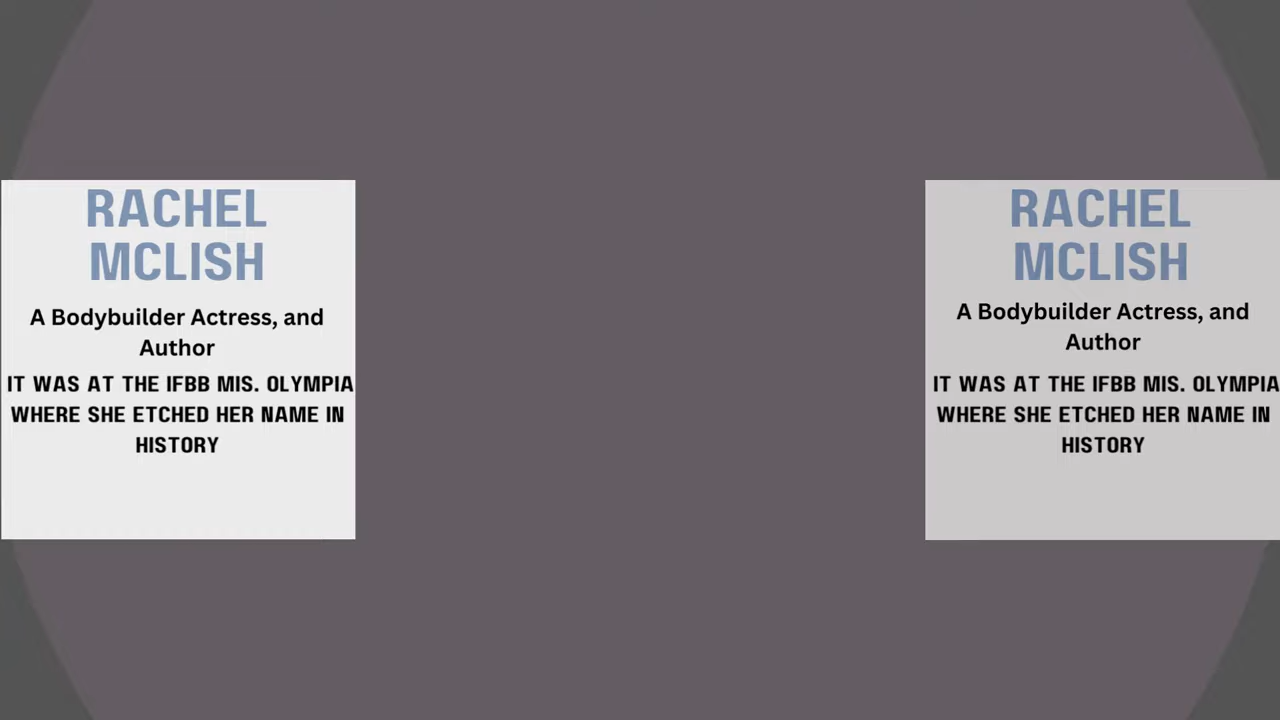 RACHEL
MCLISH
A Bodybuilder Actress, and
Author
IT WAS AT THE IFBB MIS. OLYMPIA
WHERE SHE ETCHED HER NAME IN
HISTORY
RACHEL
MCLISH
A Bodybuilder Actress, and
Author
IT WAS AT THE IFBB MIS. OLYMPIA
WHERE SHE ETCHED HER NAME IN
HISTORY